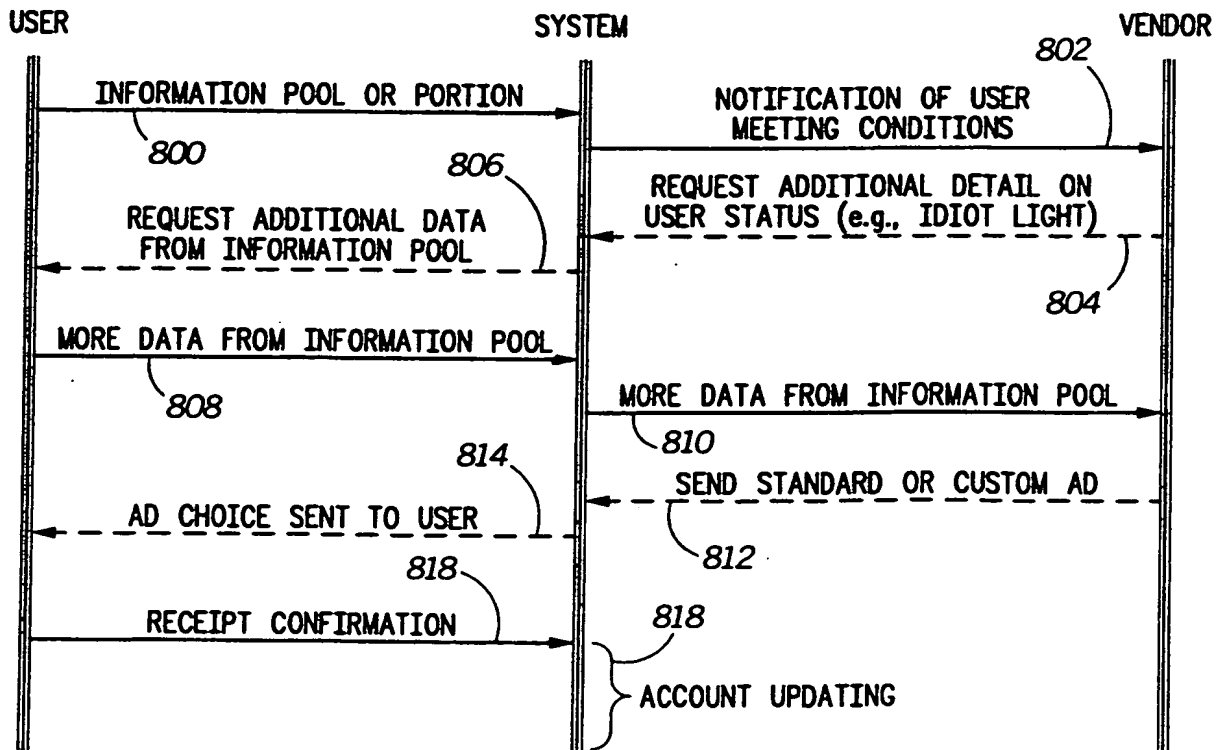 USER
SYSTEM
VENDOR
802
INFORMATION POOL OR PORTION
NOTIFICATION OF USER
MEETING CONDITIONS
800
806
REQUEST ADDITIONAL DETAIL ON
USER STATUS (e.g., IDIOT LIGHT)
REQUEST ADDITIONAL DATA
FROM INFORMATION POOL
804
MORE DATA FROM INFORMATION POOL
808
MORE DATA FROM INFORMATION POOL
810
814
SEND STANDARD OR CUSTOM AD
AD CHOICE SENT TO USER
812
818
RECEIPT CONFIRMATION
818
ACCOUNT UPDATING